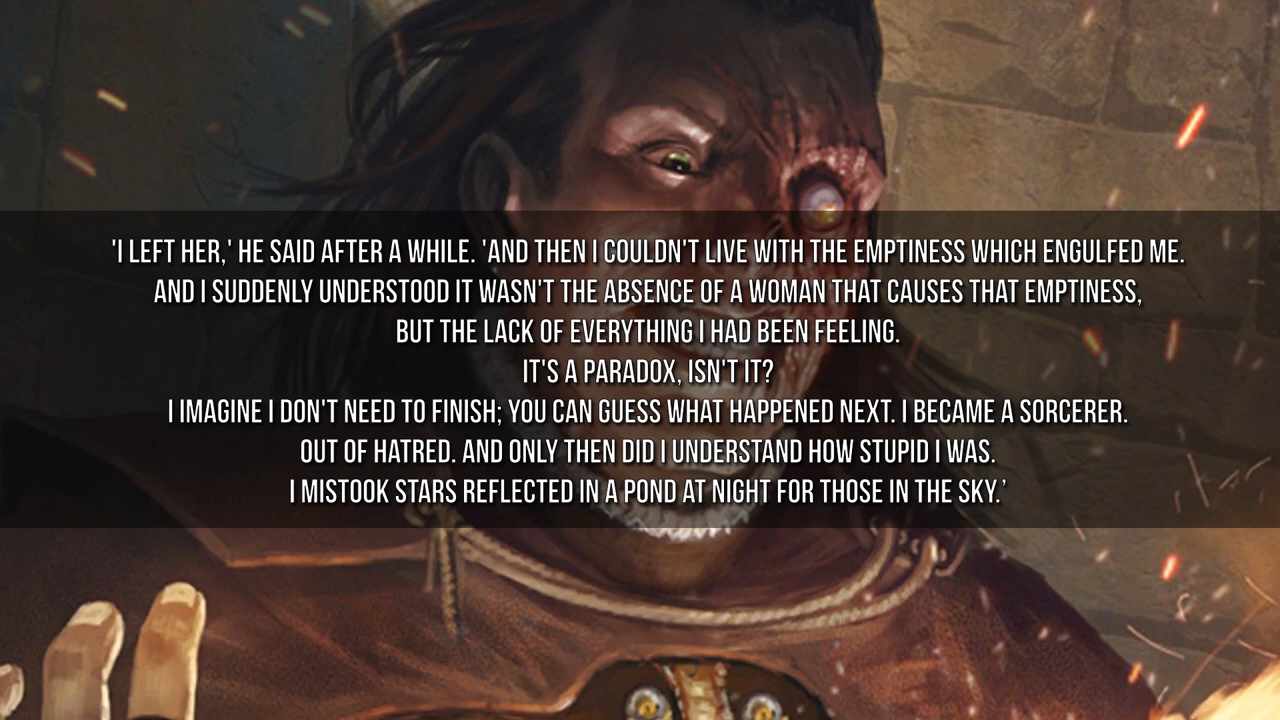 'I LEFT HER,' HE SAID AFTER A WHILE. 'AND THEN I COULDN'T LIVE WITH THE EMPTINESS WHICH ENGULFED ME.
AND I SUDDENLY UNDERSTOOD IT WASN'T THE ABSENCE OF A WOMAN THAT CAUSES THAT EMPTINESS,
BUT THE LACK OF EVERYTHING I HAD BEEN FEELING.
IT'S A PARADOX, ISN'T IT?
I IMAGINE I DON'T NEED TO FINISH; YOU CAN GUESS WHAT HAPPENED NEXT. I BECAME A SORCERER.
OUT OF HATRED. AND ONLY THEN DID I UNDERSTAND HOW STUPID I WAS.
I MISTOOK STARS REFLECTED IN A POND AT NIGHT FOR THOSE IN THE SKY.’